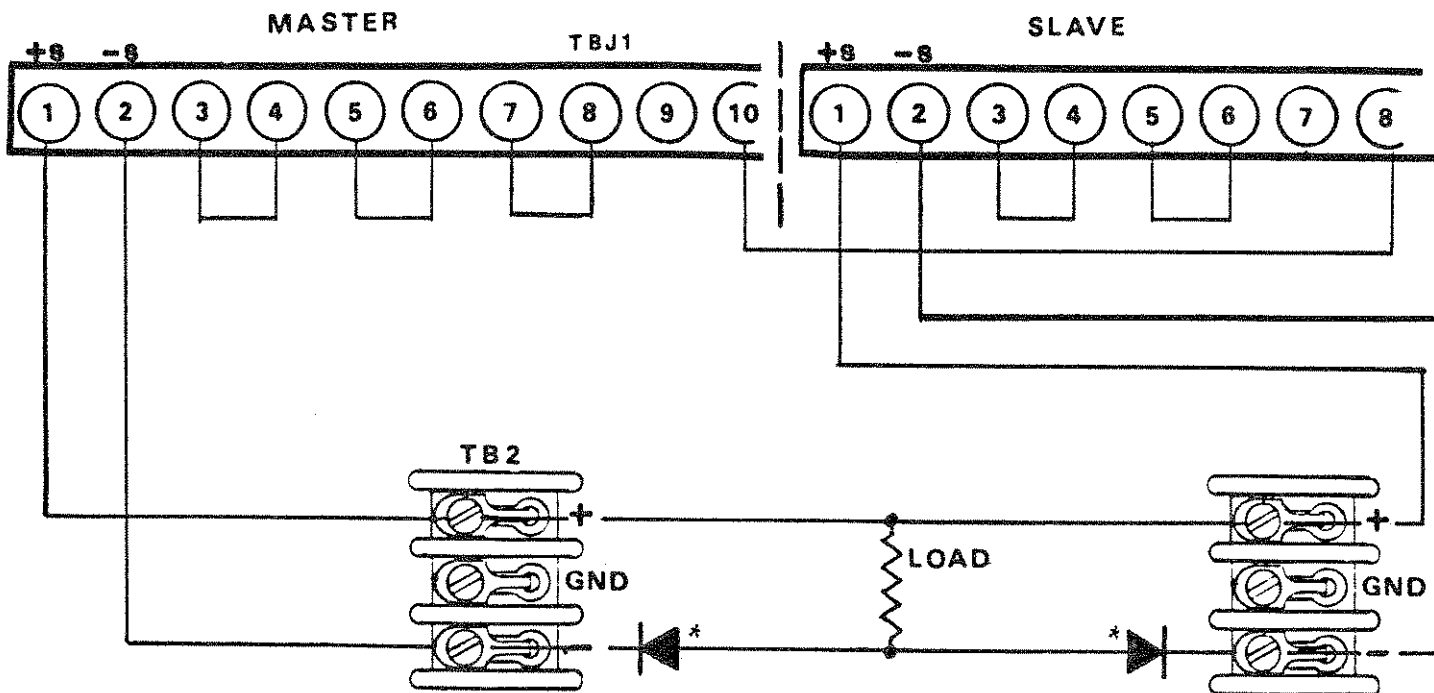 MASTER
SLAVE
+S -S
TBJ1
+S -S
1 2 3 4 5 6 7 8 9 10
1 2 3 4 5 6 7 8
TB2
+
+
LOAD
GND
GND
-
*
*
-